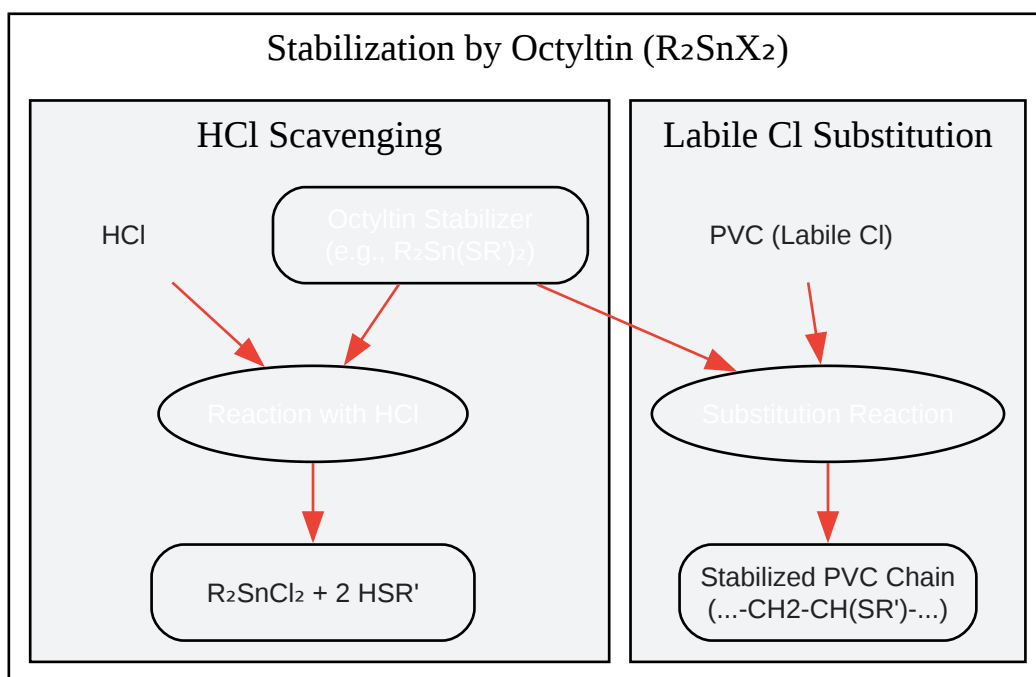 Stabilization by Octyltin (R₂SnX₂)
HCl Scavenging
Labile Cl Substitution
HCl
Octyltin Stabilizer
(e.g., R₂Sn(SR')₂)
PVC (Labile Cl)
Reaction with HCl
Substitution Reaction
R₂SnCl₂ + 2 HSR'
Stabilized PVC Chain
(...-CH2-CH(SR')-...)